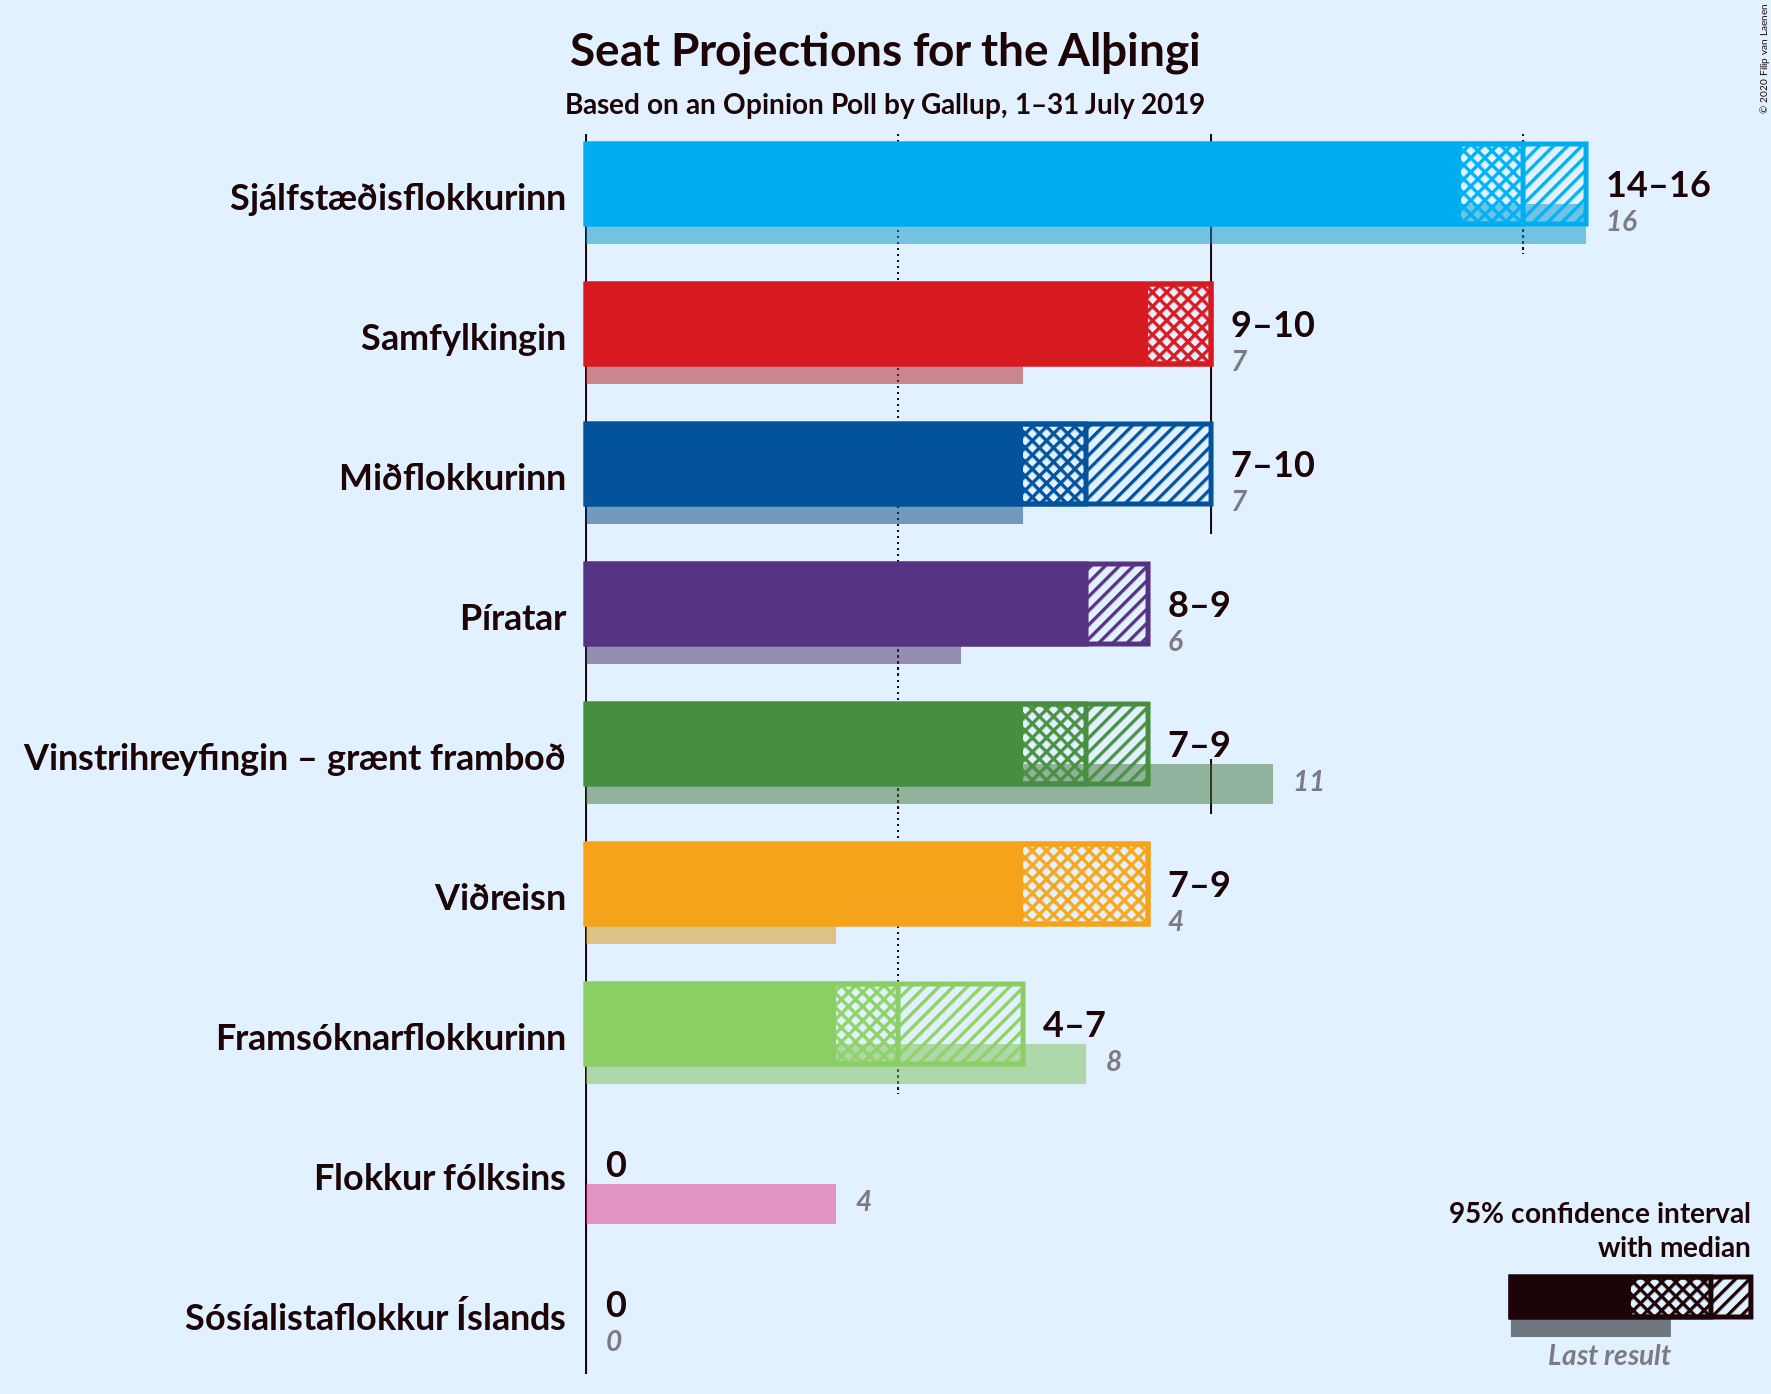 Seat Projections for the Alþingi
Based on an Opinion Poll by Gallup, 1–31 July 2019
© 2020 Filip van Laenen
Sjálfstæðisflokkurinn
14–16
16
Samfylkingin
9–10
7
Miðflokkurinn
7–10
7
Píratar
8–9
6
Vinstrihreyfingin – grænt framboð
7–9
11
Viðreisn
7–9
4
Framsóknarflokkurinn
4–7
8
Flokkur fólksins
0
4
Sósíalistaflokkur Íslands
0
0
95% confidence interval
with median
Last result